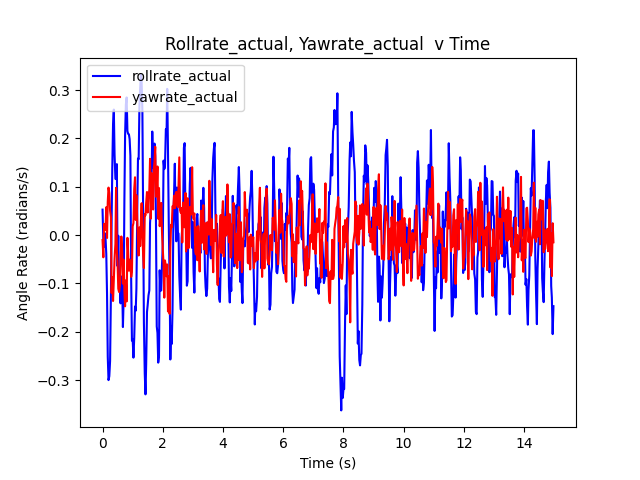 Rollrate_actual, Yawrate_actual  v Time
rollrate_actual
yawrate_actual
Angle Rate (radians/s)
0.3
0.2
0.1
0.0
−0.1
−0.2
−0.3
0 2 4 6 8 10 12 14
Time (s)